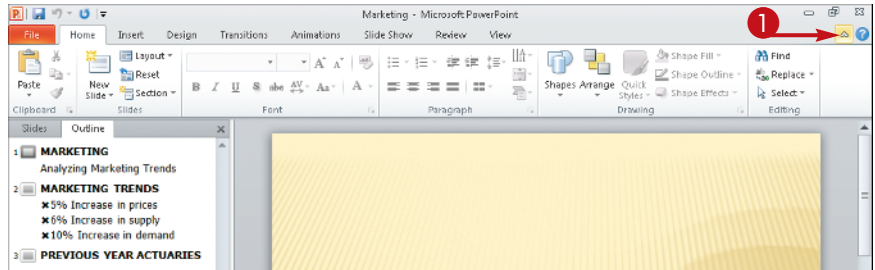 Marketing - Microsoft PowerPoint
1
File Home Insert Design Transitions Animations Slide Show Review View
Paste
Clipboard
New Slide
Layout
Reset
Section
Slides
B I U S abc AV Aa A
Font
Paragraph
Shapes
Arrange
Quick Styles
Shape Fill
Shape Outline
Shape Effects
Drawing
Find
Replace
Select
Editing
Slides Outline
1 MARKETING
Analyzing Marketing Trends
2 MARKETING TRENDS
×5% Increase in prices
×6% Increase in supply
×10% Increase in demand
3 PREVIOUS YEAR ACTUARIES